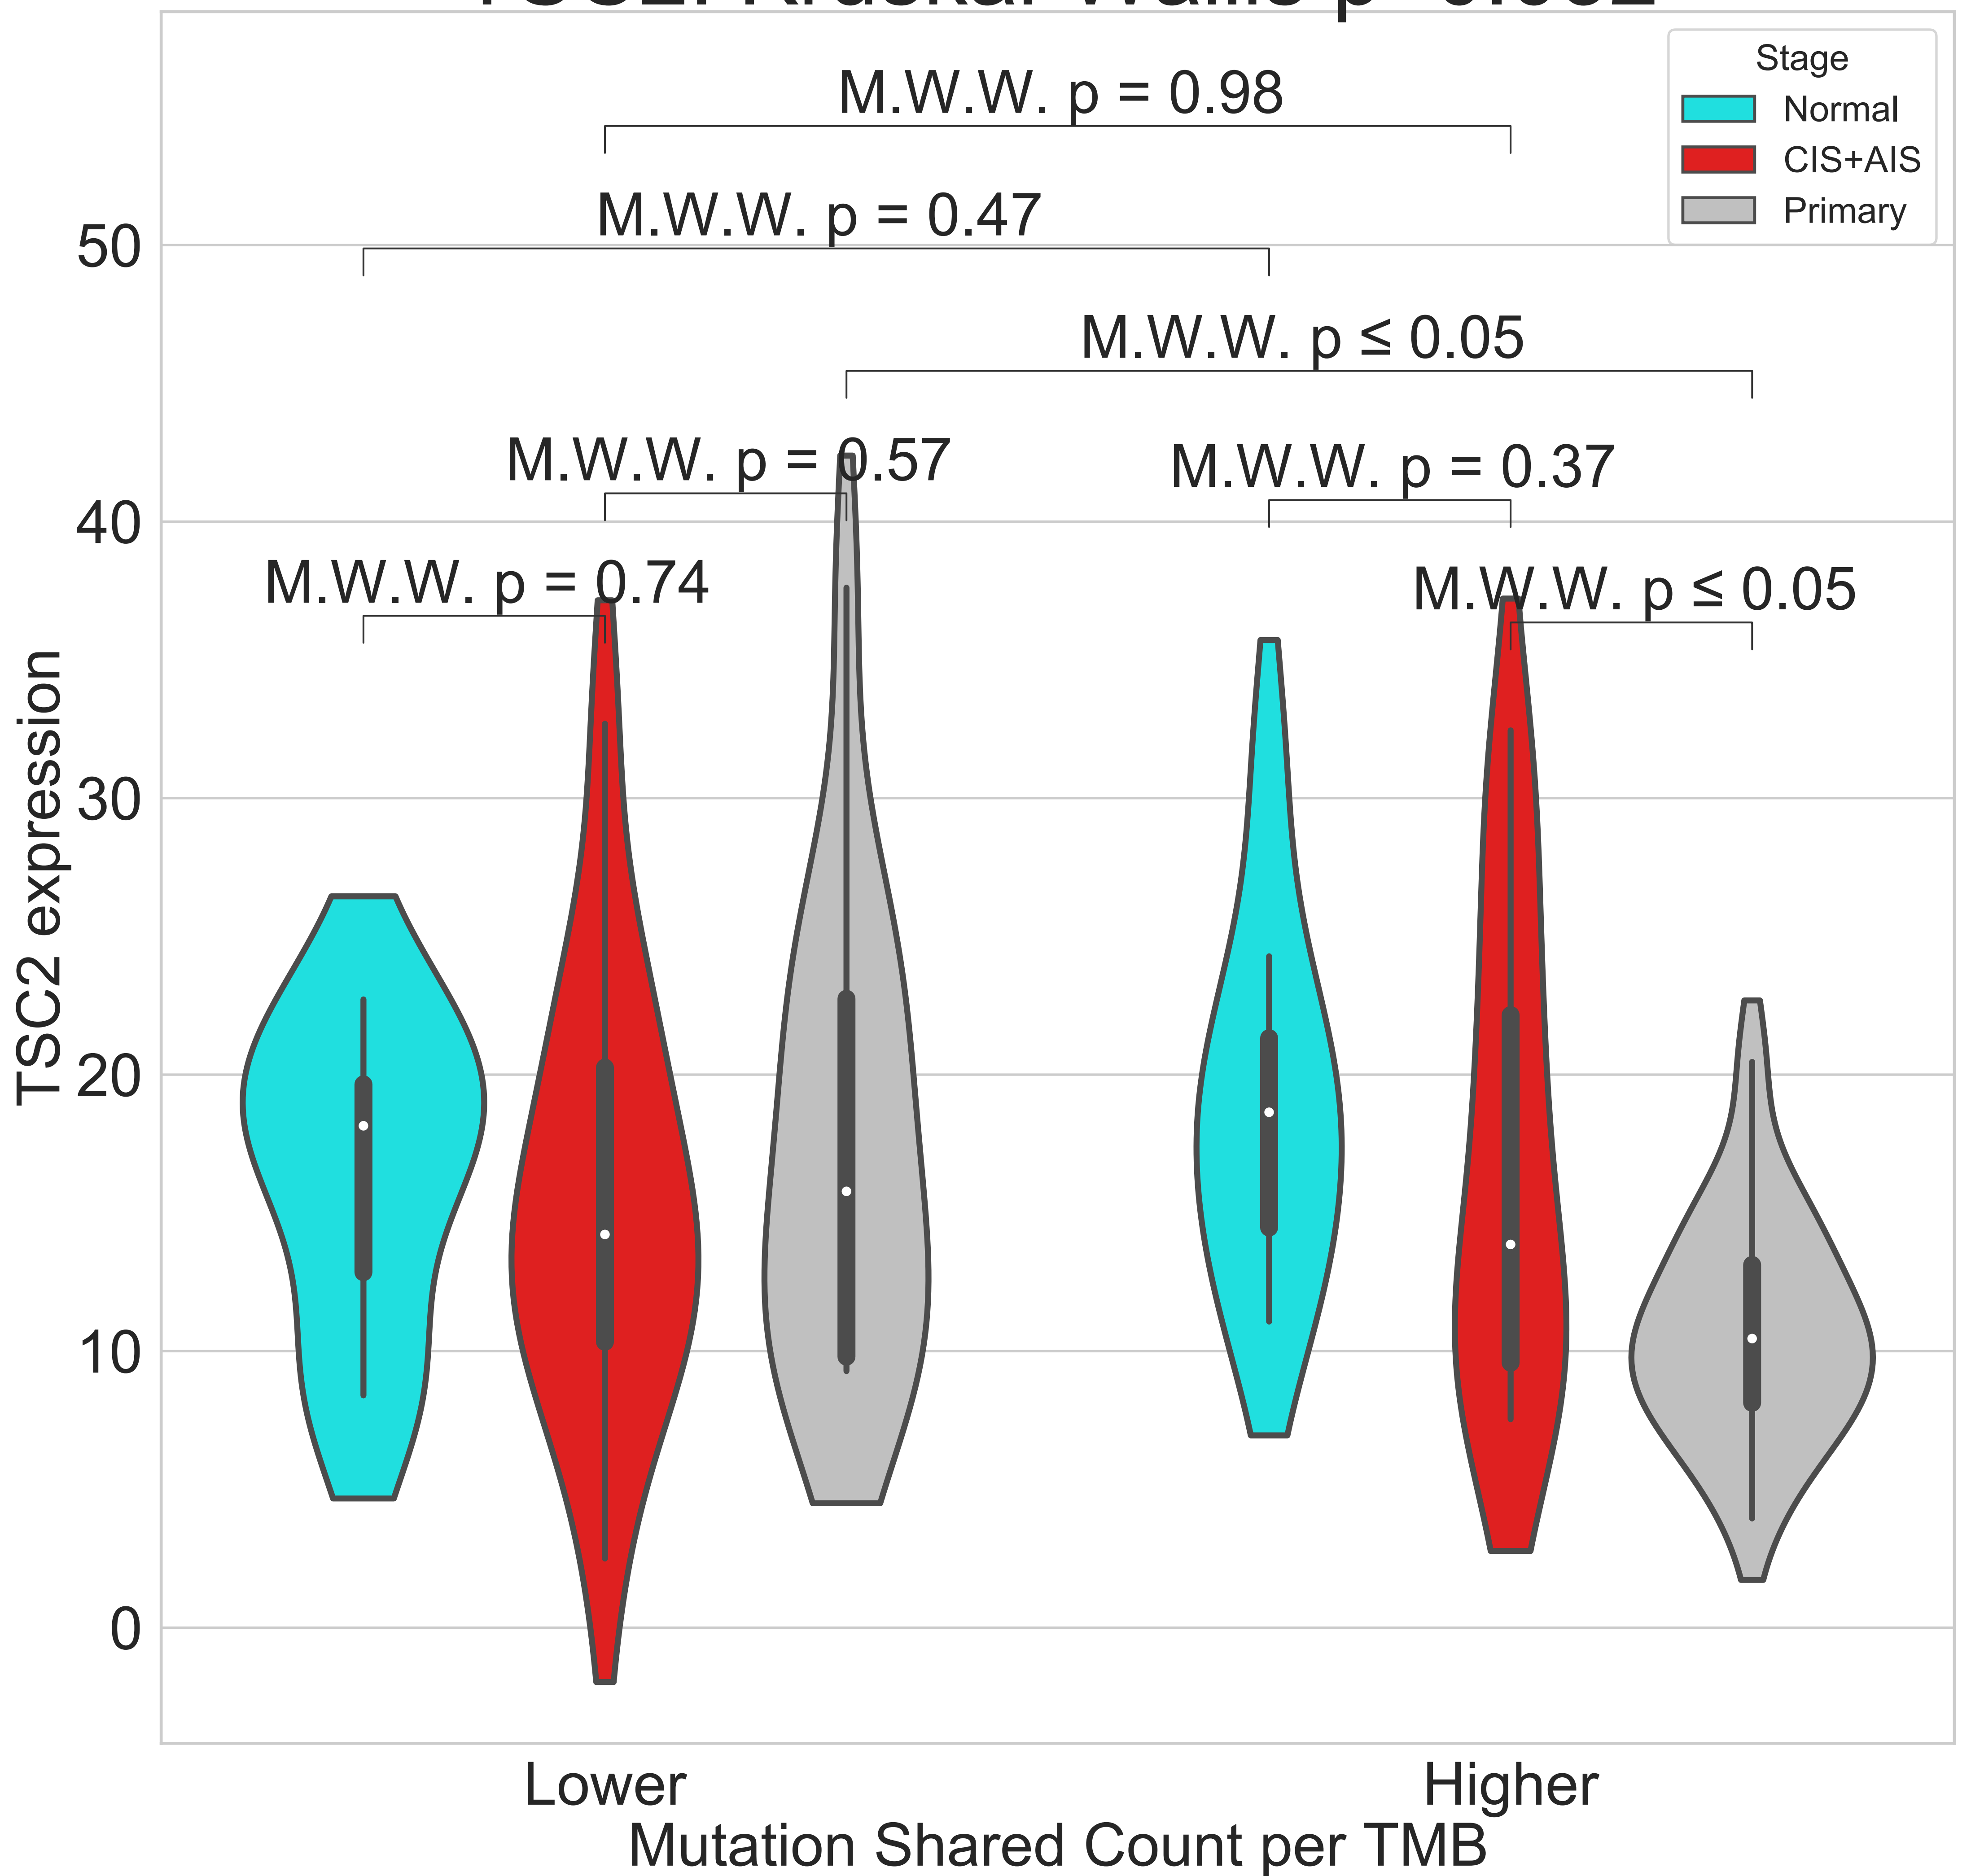 Stage
Normal
CIS+AIS
Primary
M.W.W. p = 0.98
M.W.W. p = 0.47
M.W.W. p ≤ 0.05
M.W.W. p = 0.57
M.W.W. p = 0.37
M.W.W. p = 0.74
M.W.W. p ≤ 0.05
TSC2 expression
50
40
30
20
10
0
Lower
Higher
Mutation Shared Count per TMB